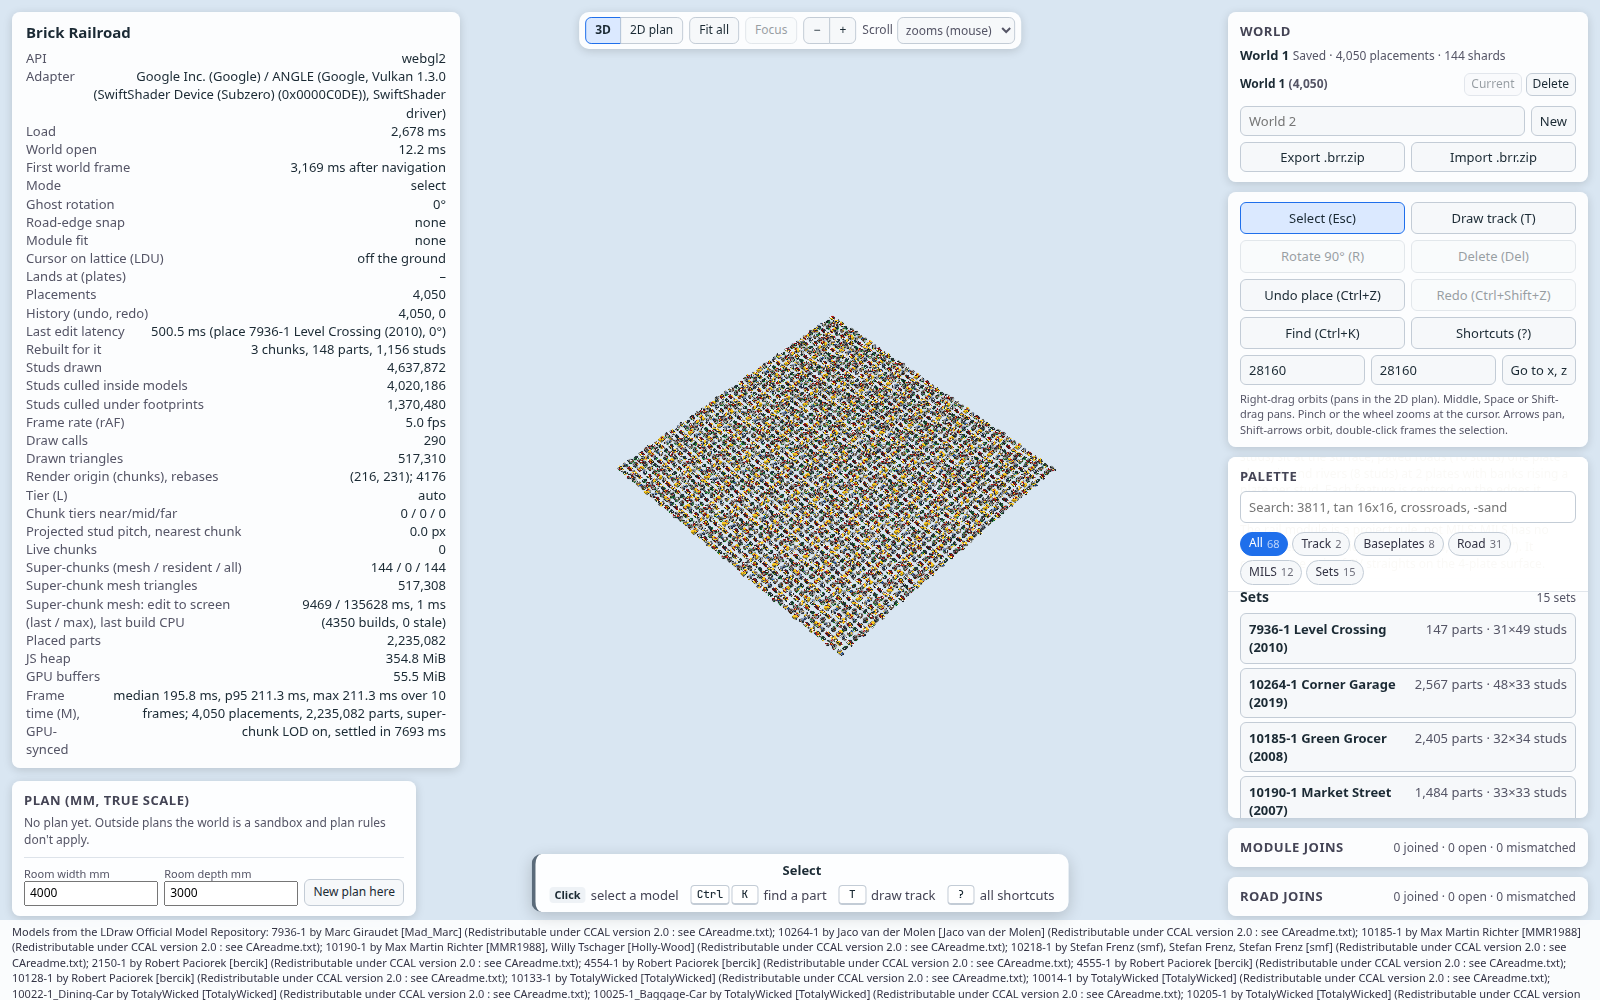 Brick Railroad
API webgl2
Adapter Google Inc. (Google) / ANGLE (Google, Vulkan 1.3.0
(SwiftShader Device (Subzero) (0x0000C0DE)), SwiftShader
driver)
Load 2,678 ms
World open 12.2 ms
First world frame 3,169 ms after navigation
Mode select
Ghost rotation 0°
Road-edge snap none
Module fit none
Cursor on lattice (LDU) off the ground
Lands at (plates) –
Placements 4,050
History (undo, redo) 4,050, 0
Last edit latency 500.5 ms (place 7936-1 Level Crossing (2010), 0°)
Rebuilt for it 3 chunks, 148 parts, 1,156 studs
Studs drawn 4,637,872
Studs culled inside models 4,020,186
Studs culled under footprints 1,370,480
Frame rate (rAF) 5.0 fps
Draw calls 290
Drawn triangles 517,310
Render origin (chunks), rebases (216, 231); 4176
Tier (L) auto
Chunk tiers near/mid/far 0 / 0 / 0
Projected stud pitch, nearest chunk 0.0 px
Live chunks 0
Super-chunks (mesh / resident / all) 144 / 0 / 144
Super-chunk mesh triangles 517,308
Super-chunk mesh: edit to screen 9469 / 135628 ms, 1 ms
(last / max), last build CPU (4350 builds, 0 stale)
Placed parts 2,235,082
JS heap 354.8 MiB
GPU buffers 55.5 MiB
Frame median 195.8 ms, p95 211.3 ms, max 211.3 ms over 10
time (M), frames; 4,050 placements, 2,235,082 parts, super-
GPU- chunk LOD on, settled in 7693 ms
synced
PLAN (MM, TRUE SCALE)
No plan yet. Outside plans the world is a sandbox and plan rules
don't apply.
Room width mm Room depth mm
4000 3000 New plan here
3D 2D plan Fit all Focus − + Scroll zooms (mouse)
Select
Click select a model Ctrl K find a part T draw track ? all shortcuts
WORLD
World 1 Saved · 4,050 placements · 144 shards
World 1 (4,050) Current Delete
World 2 New
Export .brr.zip Import .brr.zip
Select (Esc) Draw track (T)
Rotate 90° (R) Delete (Del)
Undo place (Ctrl+Z) Redo (Ctrl+Shift+Z)
Find (Ctrl+K) Shortcuts (?)
28160 28160 Go to x, z
Right-drag orbits (pans in the 2D plan). Middle, Space or Shift-
drag pans. Pinch or the wheel zooms at the cursor. Arrows pan,
Shift-arrows orbit, double-click frames the selection.
PALETTE
Search: 3811, tan 16x16, crossroads, -sand
All 68 Track 2 Baseplates 8 Road 31
MILS 12 Sets 15
Sets 15 sets
7936-1 Level Crossing 147 parts · 31×49 studs
(2010)
10264-1 Corner Garage 2,567 parts · 48×33 studs
(2019)
10185-1 Green Grocer 2,405 parts · 32×34 studs
(2008)
10190-1 Market Street 1,484 parts · 33×33 studs
(2007)
MODULE JOINS 0 joined · 0 open · 0 mismatched
ROAD JOINS 0 joined · 0 open · 0 mismatched
Models from the LDraw Official Model Repository: 7936-1 by Marc Giraudet [Mad_Marc] (Redistributable under CCAL version 2.0 : see CAreadme.txt); 10264-1 by Jaco van der Molen [Jaco van der Molen] (Redistributable under CCAL version 2.0 : see CAreadme.txt); 10185-1 by Max Martin Richter [MMR1988]
(Redistributable under CCAL version 2.0 : see CAreadme.txt); 10190-1 by Max Martin Richter [MMR1988], Willy Tschager [Holly-Wood] (Redistributable under CCAL version 2.0 : see CAreadme.txt); 10218-1 by Stefan Frenz (smf), Stefan Frenz, Stefan Frenz [smf] (Redistributable under CCAL version 2.0 : see
CAreadme.txt); 2150-1 by Robert Paciorek [bercik] (Redistributable under CCAL version 2.0 : see CAreadme.txt); 4554-1 by Robert Paciorek [bercik] (Redistributable under CCAL version 2.0 : see CAreadme.txt); 4555-1 by Robert Paciorek [bercik] (Redistributable under CCAL version 2.0 : see CAreadme.txt);
10128-1 by Robert Paciorek [bercik] (Redistributable under CCAL version 2.0 : see CAreadme.txt); 10133-1 by TotalyWicked [TotalyWicked] (Redistributable under CCAL version 2.0 : see CAreadme.txt); 10014-1 by TotalyWicked [TotalyWicked] (Redistributable under CCAL version 2.0 : see CAreadme.txt);
10022-1_Dining-Car by TotalyWicked [TotalyWicked] (Redistributable under CCAL version 2.0 : see CAreadme.txt); 10025-1_Baggage-Car by TotalyWicked [TotalyWicked] (Redistributable under CCAL version 2.0 : see CAreadme.txt); 10205-1 by TotalyWicked [TotalyWicked] (Redistributable under CCAL version